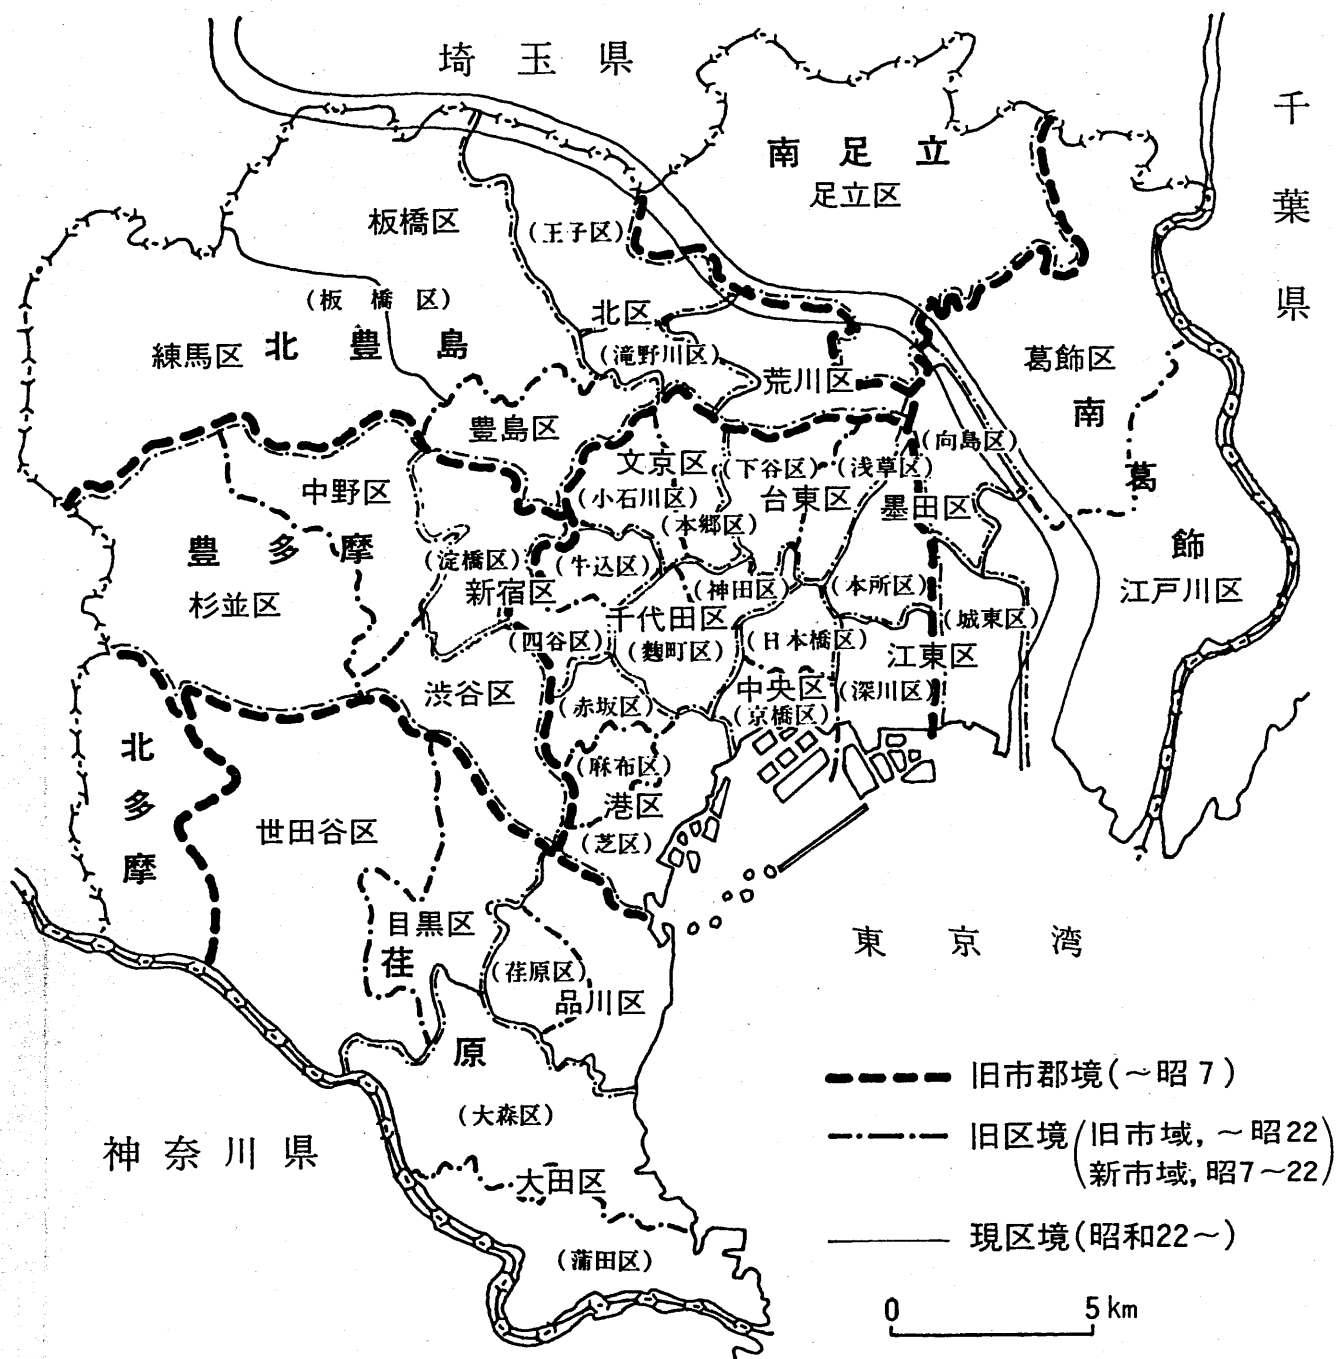 埼玉県
千葉県
南足立
足立区
板橋区
(王子区)
(板橋区)
北区
練馬区
北豊島
(滝野川区)
荒川区
葛飾区
南葛飾
豊島区
(向島区)
文京区
(下谷区)
(浅草区)
中野区
(小石川区)
台東区
墨田区
(本郷区)
豊多摩
(淀橋区)
(牛込区)
新宿区
(神田区)
(本所区)
江戸川区
杉並区
千代田区
(城東区)
(四谷区)
(麴町区)
(日本橋区)
江東区
渋谷区
(赤坂区)
中央区
(深川区)
(京橋区)
北多摩
(麻布区)
港区
世田谷区
(芝区)
目黒区
荏原
(荏原区)
品川区
東京湾
(大森区)
神奈川県
大田区
(蒲田区)
旧市郡境(～昭7)
旧区境(旧市域,～昭22
新市域,昭7～22)
現区境(昭和22～)
0 5km